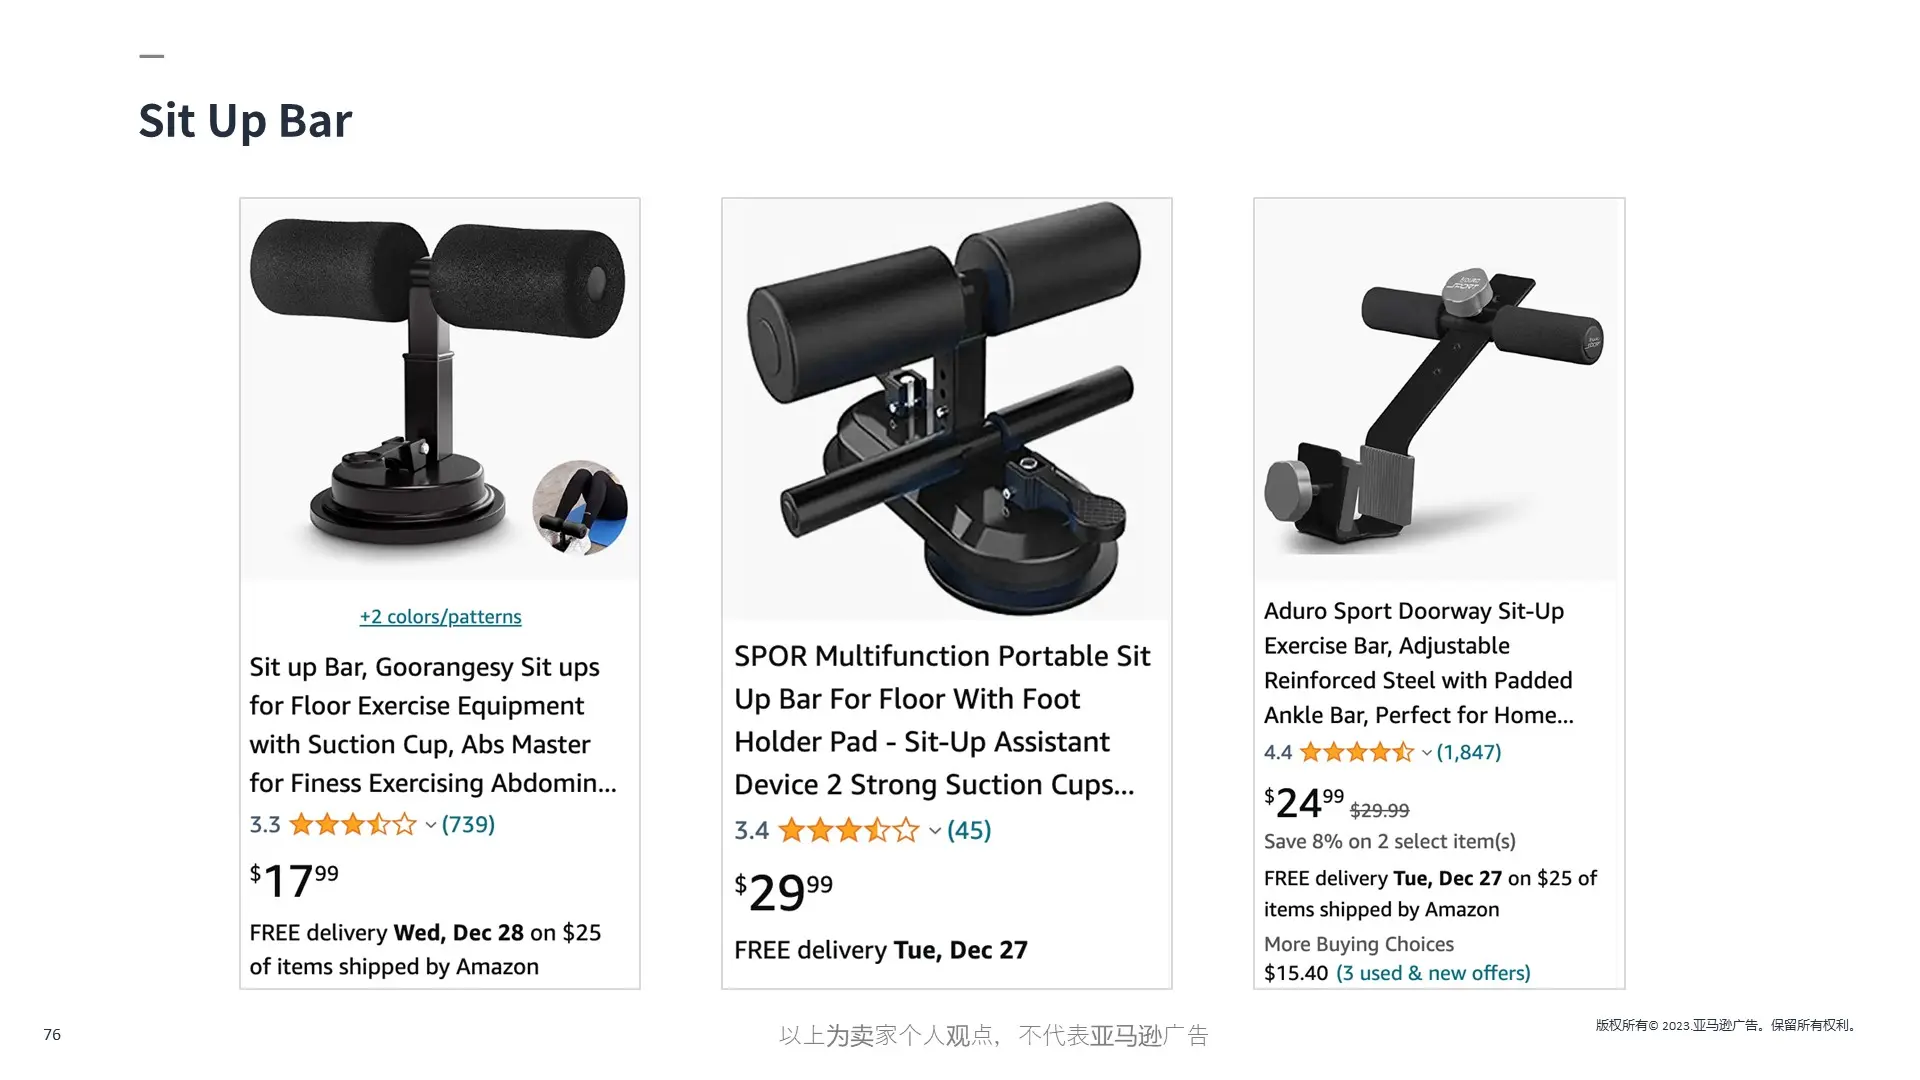 Sit Up Bar
+2 colors/patterns
Sit up Bar, Goorangesy Sit ups
for Floor Exercise Equipment
with Suction Cup, Abs Master
for Finess Exercising Abdomin...
3.3 (739)
$17.99
FREE delivery Wed, Dec 28 on $25
of items shipped by Amazon
SPOR Multifunction Portable Sit
Up Bar For Floor With Foot
Holder Pad - Sit-Up Assistant
Device 2 Strong Suction Cups...
3.4 (45)
$29.99
FREE delivery Tue, Dec 27
ADURO
SPORT
Aduro Sport Doorway Sit-Up
Exercise Bar, Adjustable
Reinforced Steel with Padded
Ankle Bar, Perfect for Home...
4.4 (1,847)
$24.99 $29.99
Save 8% on 2 select item(s)
FREE delivery Tue, Dec 27 on $25 of
items shipped by Amazon
More Buying Choices
$15.40 (3 used & new offers)
76
以上为卖家个人观点，不代表亚马逊广告
版权所有© 2023.亚马逊广告。保留所有权利。